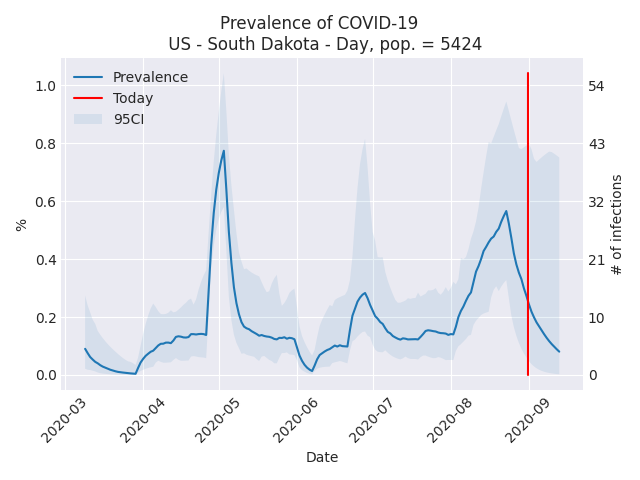 Prevalence of COVID-19
US - South Dakota - Day, pop. = 5424
Prevalence
Today
95CI
1.0
0.8
0.6
0.4
0.2
0.0
%
54
43
32
21
10
0
# of infections
2020-03
2020-04
2020-05
2020-06
2020-07
2020-08
2020-09
Date